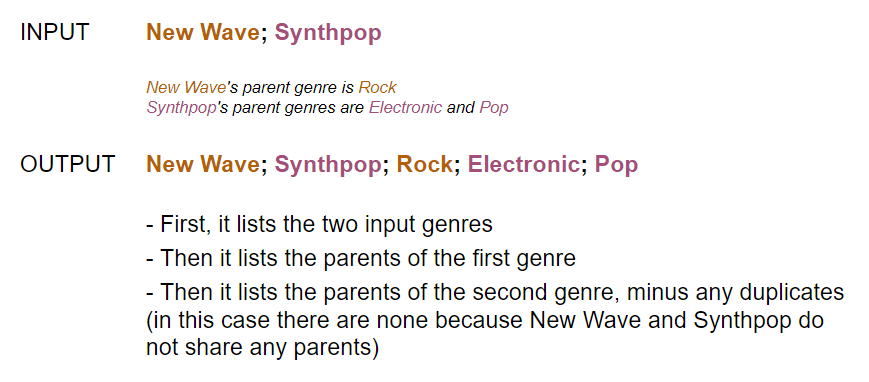 INPUT New Wave; Synthpop
New Wave's parent genre is Rock
Synthpop's parent genres are Electronic and Pop
OUTPUT New Wave; Synthpop; Rock; Electronic; Pop
- First, it lists the two input genres
- Then it lists the parents of the first genre
- Then it lists the parents of the second genre, minus any duplicates
(in this case there are none because New Wave and Synthpop do
not share any parents)